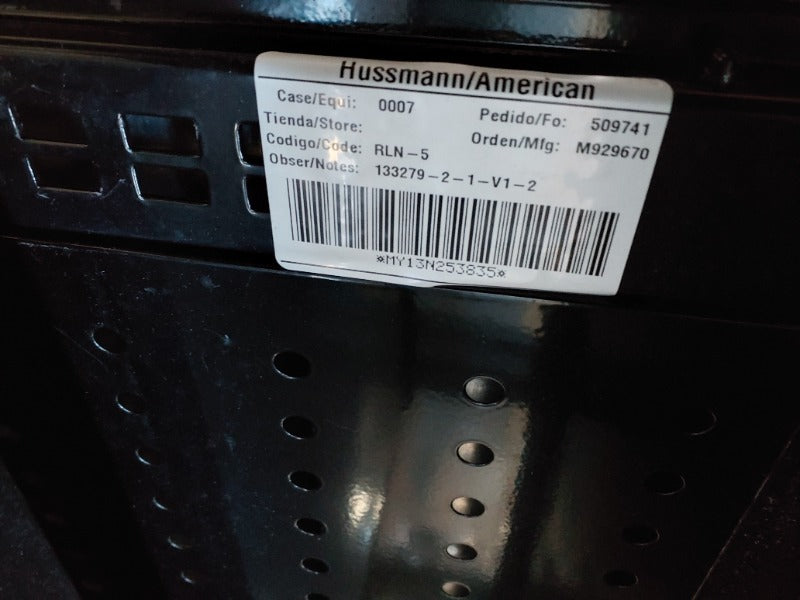 Hussmann/American
Case/Equi: 0007 Pedido/Fo: 509741
Tienda/Store: Orden/Mfg: M929670
Codigo/Code: RLN-5
Obser/Notes: 133279-2-1-V1-2
*MY13N253835*